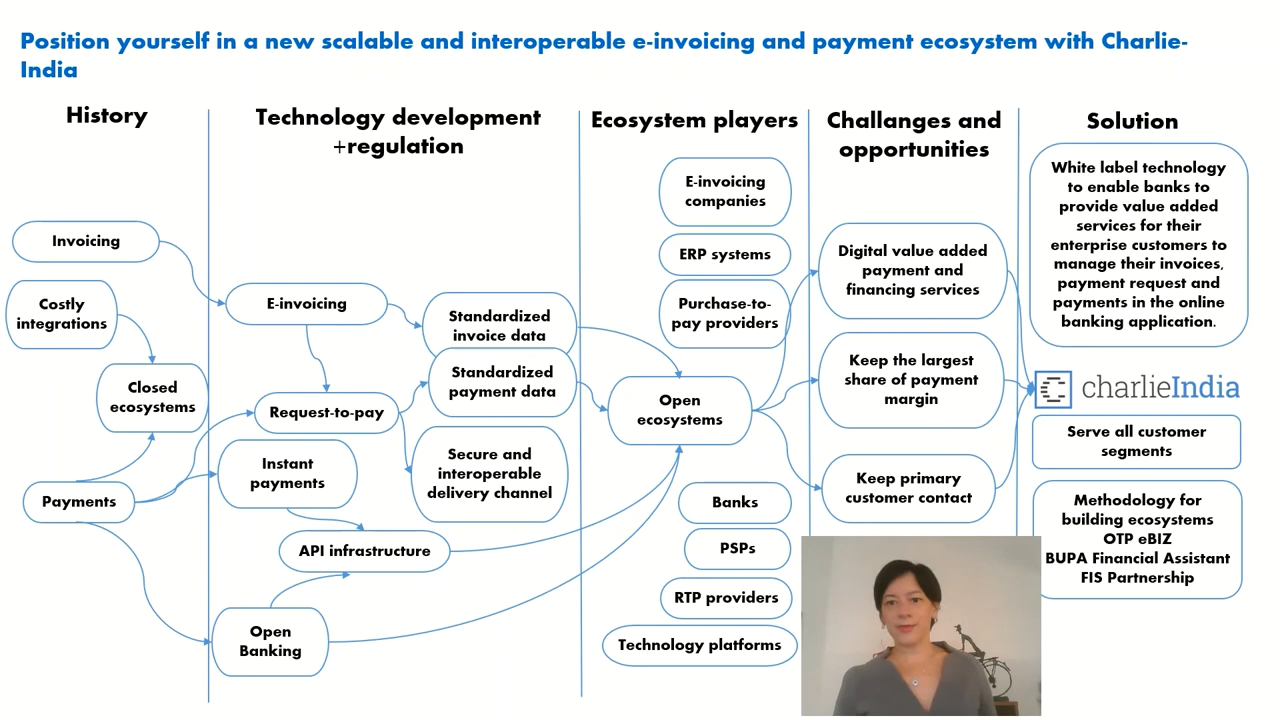 Position yourself in a new scalable and interoperable e-invoicing and payment ecosystem with Charlie-
India
History
Technology development
+regulation
Ecosystem players
Challanges and
opportunities
Solution
Invoicing
Costly
integrations
Closed
ecosystems
Payments
E-invoicing
Request-to-pay
Instant
payments
API infrastructure
Open
Banking
Standardized
invoice data
Standardized
payment data
Secure and
interoperable
delivery channel
E-invoicing
companies
ERP systems
Purchase-to-
pay providers
Open
ecosystems
Banks
PSPs
RTP providers
Technology platforms
Digital value added
payment and
financing services
Keep the largest
share of payment
margin
Keep primary
customer contact
White label technology
to enable banks to
provide value added
services for their
enterprise customers to
manage their invoices,
payment request and
payments in the online
banking application.
charlieIndia
Serve all customer
segments
Methodology for
building ecosystems
OTP eBIZ
BUPA Financial Assistant
FIS Partnership